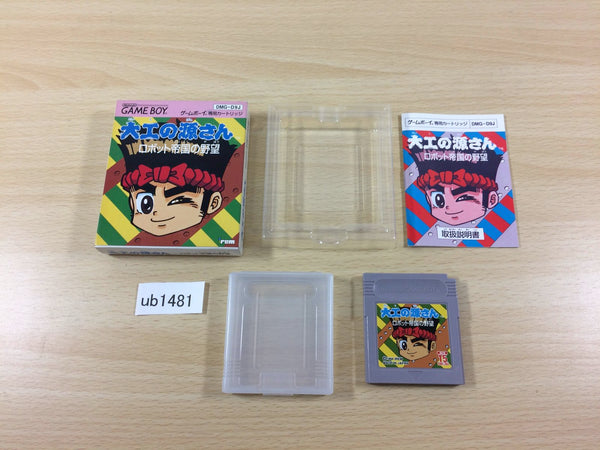 GAME BOY
DMG-D9J
ゲームボーイ専用カートリッジ
大工の源さん
ロボット帝国の野望
irem
ゲームボーイ専用カートリッジ DMG-D9J
大工の源さん
ロボット帝国の野望
取扱説明書
ub1481
大工の源さん
ロボット帝国の野望